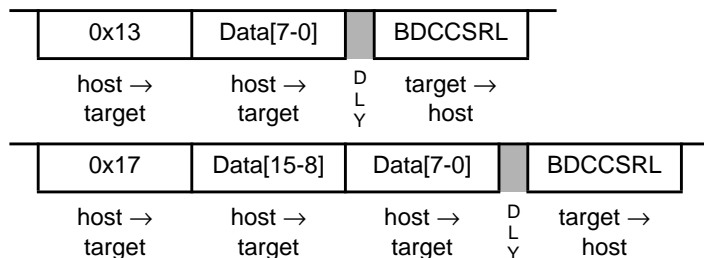 0x13 Data[7-0] BDCCSRL
host → host → D L Y target →
target target host
0x17 Data[15-8] Data[7-0] BDCCSRL
host → host → host → D L Y target →
target target target host